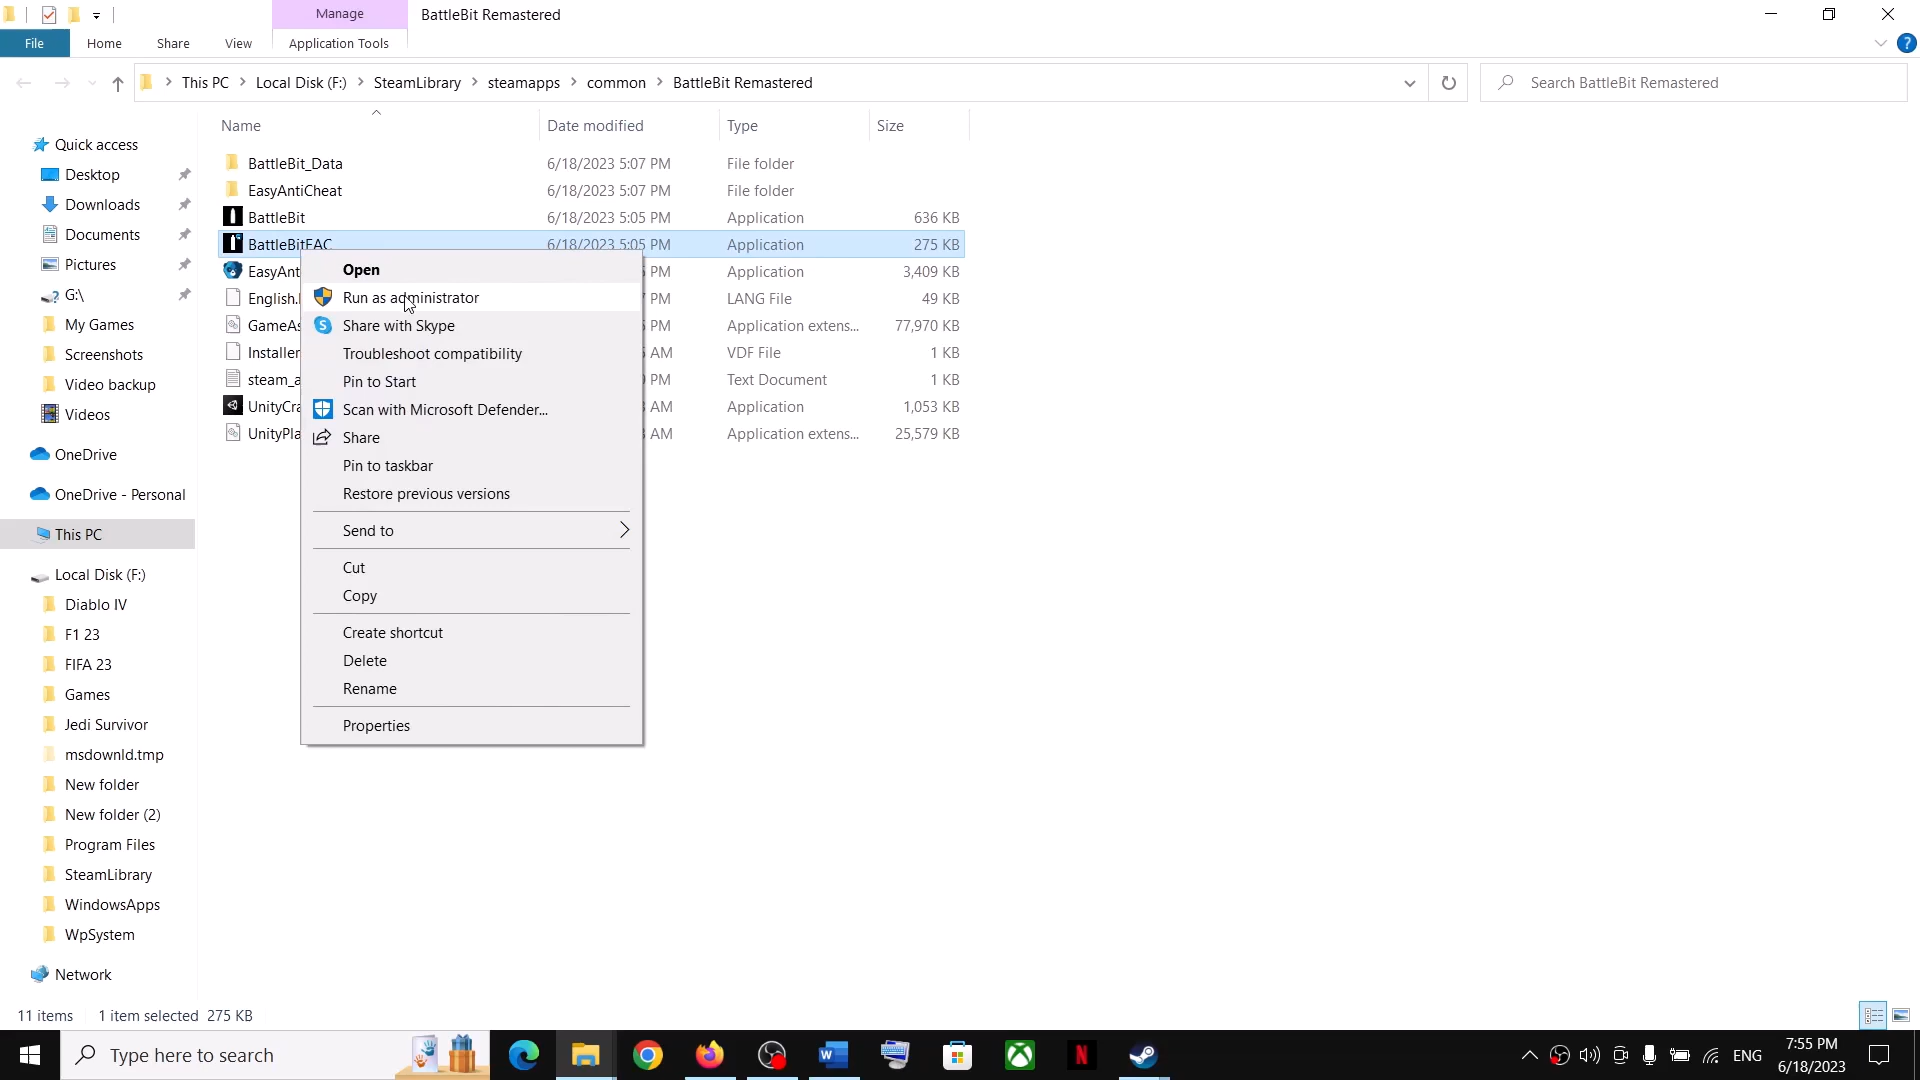 Manage
BattleBit Remastered
File
Home
Share
View
Application Tools
This PC
Local Disk (F:)
SteamLibrary
steamapps
common
BattleBit Remastered
Search BattleBit Remastered
Name
Date modified
Type
Size
BattleBit_Data 6/18/2023 5:07 PM File folder
EasyAntiCheat 6/18/2023 5:07 PM File folder
BattleBit 6/18/2023 5:05 PM Application 636 KB
BattleBitEAC 6/18/2023 5:05 PM Application 275 KB
EasyAnt PM Application 3,409 KB
English. PM LANG File 49 KB
GameAs PM Application extens... 77,970 KB
Installer AM VDF File 1 KB
steam_a PM Text Document 1 KB
UnityCra AM Application 1,053 KB
UnityPla AM Application extens... 25,579 KB
Open
Run as administrator
Share with Skype
Troubleshoot compatibility
Pin to Start
Scan with Microsoft Defender...
Share
Pin to taskbar
Restore previous versions
Send to
Cut
Copy
Create shortcut
Delete
Rename
Properties
Quick access
Desktop
Downloads
Documents
Pictures
G:\
My Games
Screenshots
Video backup
Videos
OneDrive
OneDrive - Personal
This PC
Local Disk (F:)
Diablo IV
F1 23
FIFA 23
Games
Jedi Survivor
msdownld.tmp
New folder
New folder (2)
Program Files
SteamLibrary
WindowsApps
WpSystem
Network
11 items
1 item selected 275 KB
Type here to search
ENG
7:55 PM
6/18/2023